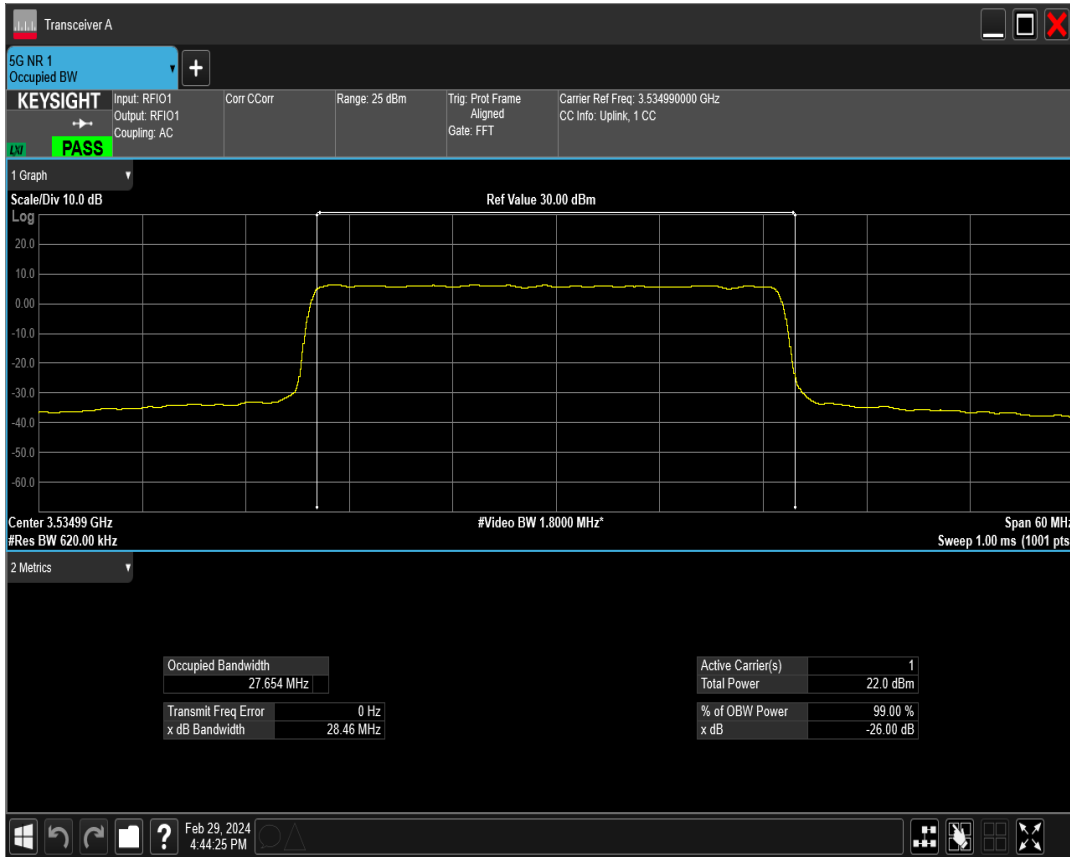 Transceiver A
5G NR 1
Occupied BW
KEYSIGHT
LXI
PASS
Input: RFIO1
Output: RFIO1
Coupling: AC
Corr CCorr
Range: 25 dBm
Trig: Prot Frame
Aligned
Gate: FFT
Carrier Ref Freq: 3.534990000 GHz
CC Info: Uplink, 1 CC
1 Graph
Scale/Div 10.0 dB
Ref Value 30.00 dBm
Log
20.0
10.0
0.00
-10.0
-20.0
-30.0
-40.0
-50.0
-60.0
Center 3.53499 GHz
#Video BW 1.8000 MHz*
Span 60 MHz
#Res BW 620.00 kHz
Sweep 1.00 ms (1001 pts
2 Metrics
Occupied Bandwidth
27.654 MHz
Transmit Freq Error 0 Hz
x dB Bandwidth 28.46 MHz
Active Carrier(s) 1
Total Power 22.0 dBm
% of OBW Power 99.00 %
x dB -26.00 dB
?
Feb 29, 2024
4:44:25 PM